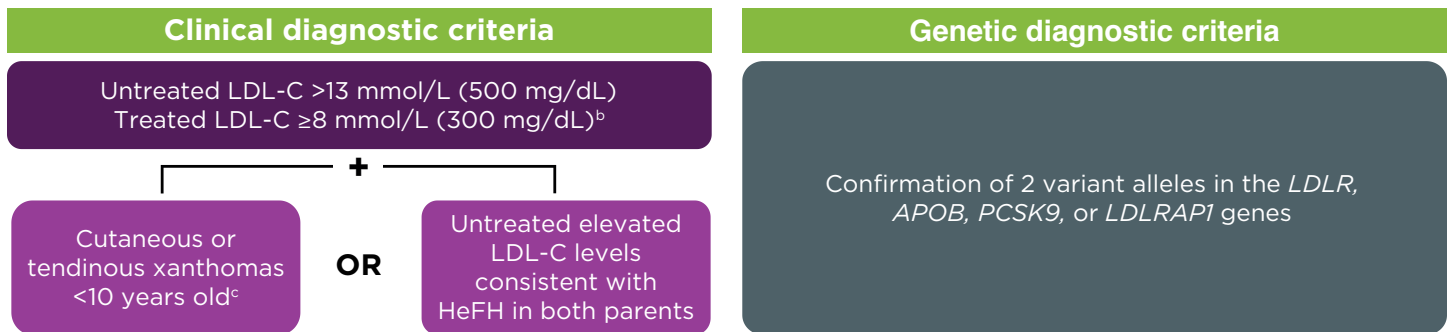 Clinical diagnostic criteria
Untreated LDL-C >13 mmol/L (500 mg/dL)
Treated LDL-C ≥8 mmol/L (300 mg/dL)ᵇ
+
Cutaneous or
tendinous xanthomas
<10 years oldᶜ
OR
Untreated elevated
LDL-C levels
consistent with
HeFH in both parents
Genetic diagnostic criteria
Confirmation of 2 variant alleles in the LDLR,
APOB, PCSK9, or LDLRAP1 genes